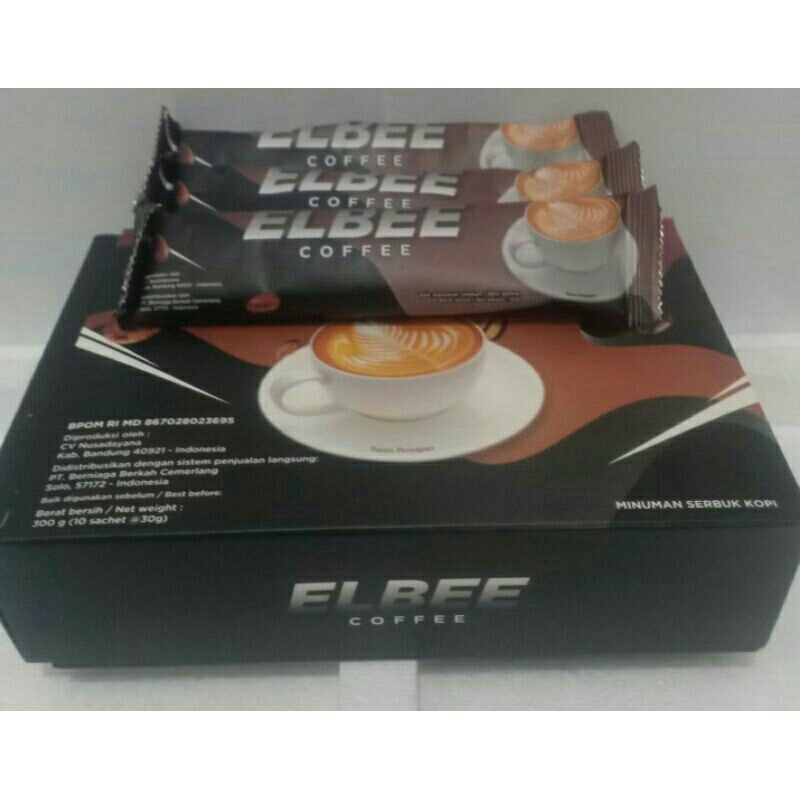 ELBEE
COFFEE
ELBEE
COFFEE
ELBEE
COFFEE
BPOM RI MD 867028023695
Diproduksi oleh :
CV Nusadayana
Kab. Bandung 40921 - Indonesia
Didistribusikan dengan sistem penjualan langsung:
PT. Berniaga Berkah Cemerlang
Solo, 57172 - Indonesia
Baik digunakan sebelum / Best before:
Berat bersih / Net weight :
300 g (10 sachet @30g)
Saran Penyajian
MINUMAN SERBUK KOPI
ELBEE
COFFEE